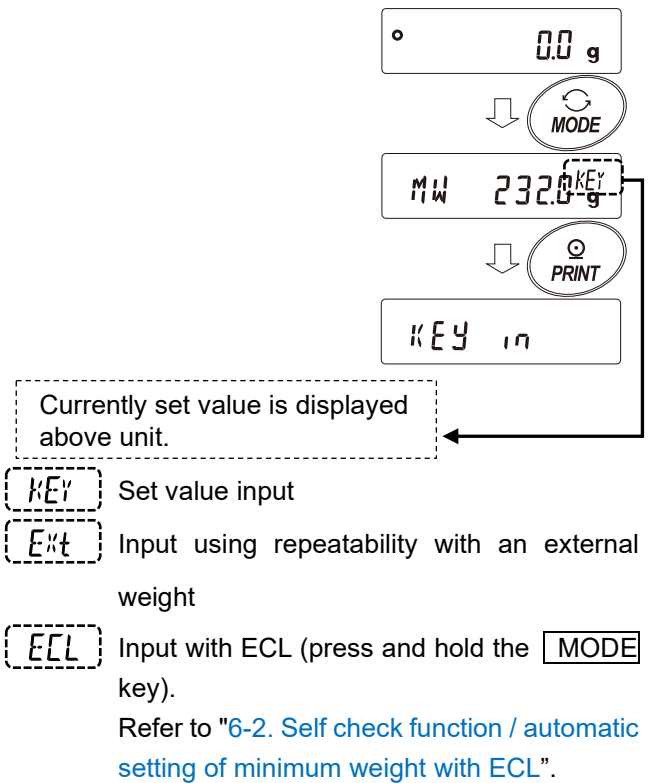 0.0 g
MODE
MW 232.0 g KEY
PRINT
KEY in
Currently set value is displayed
above unit.
KEY Set value input
EXt Input using repeatability with an external
weight
ECL Input with ECL (press and hold the MODE
key).
Refer to "6-2. Self check function / automatic
setting of minimum weight with ECL”.